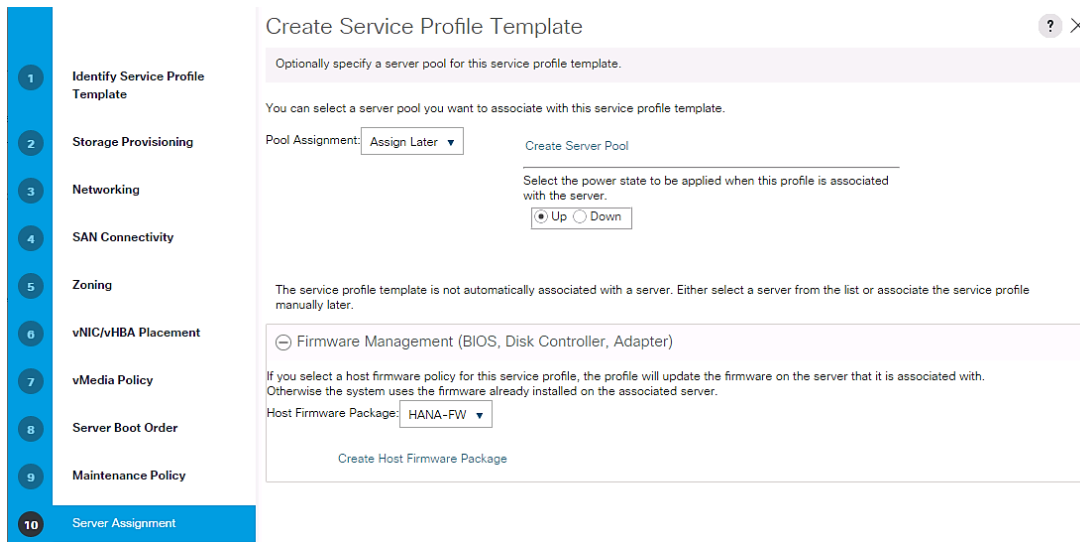 Create Service Profile Template
?
Optionally specify a server pool for this service profile template.
1
Identify Service Profile
Template
You can select a server pool you want to associate with this service profile template.
2
Storage Provisioning
Pool Assignment: Assign Later
Create Server Pool
3
Networking
Select the power state to be applied when this profile is associated
with the server.
Up Down
4
SAN Connectivity
5
Zoning
The service profile template is not automatically associated with a server. Either select a server from the list or associate the service profile
manually later.
6
vNIC/vHBA Placement
Firmware Management (BIOS, Disk Controller, Adapter)
7
vMedia Policy
If you select a host firmware policy for this service profile, the profile will update the firmware on the server that it is associated with.
Otherwise the system uses the firmware already installed on the associated server.
Host Firmware Package: HANA-FW
8
Server Boot Order
Create Host Firmware Package
9
Maintenance Policy
10
Server Assignment